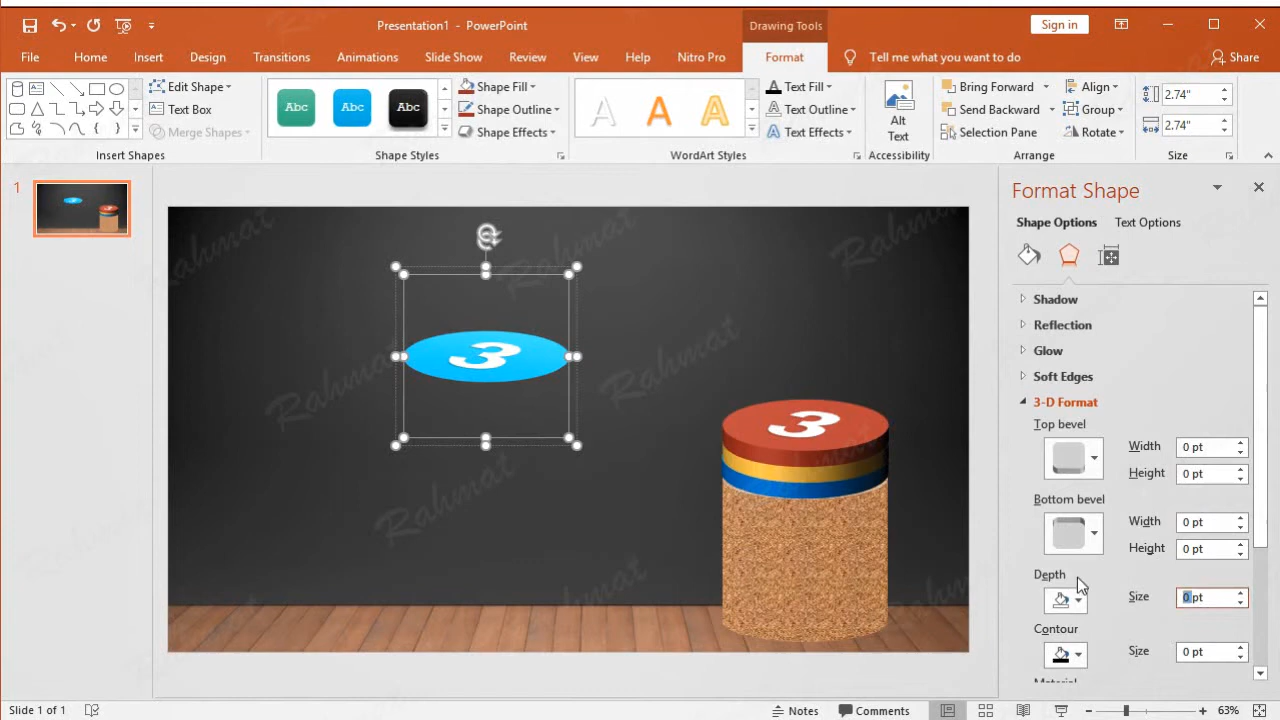 Presentation1 - PowerPoint
Drawing Tools
Sign in
File Home Insert Design Transitions Animations Slide Show Review View Help Nitro Pro Format Tell me what you want to do Share
Edit Shape
Text Box
Merge Shapes
Insert Shapes
Abc Abc Abc
Shape Fill
Shape Outline
Shape Effects
Shape Styles
A A A
Text Fill
Text Outline
Text Effects
WordArt Styles
Alt
Text
Accessibility
Bring Forward
Send Backward
Selection Pane
Align
Group
Rotate
Arrange
2.74"
2.74"
Size
1
3
3
Rahmat
Rahmat
Rahmat
Rahmat
Rahmat
Rahmat
Format Shape
Shape Options Text Options
Shadow
Reflection
Glow
Soft Edges
3-D Format
Top bevel
Width 0 pt
Height 0 pt
Bottom bevel
Width 0 pt
Height 0 pt
Depth
Size 0 pt
Contour
Size 0 pt
Material
Slide 1 of 1
Notes Comments 63%